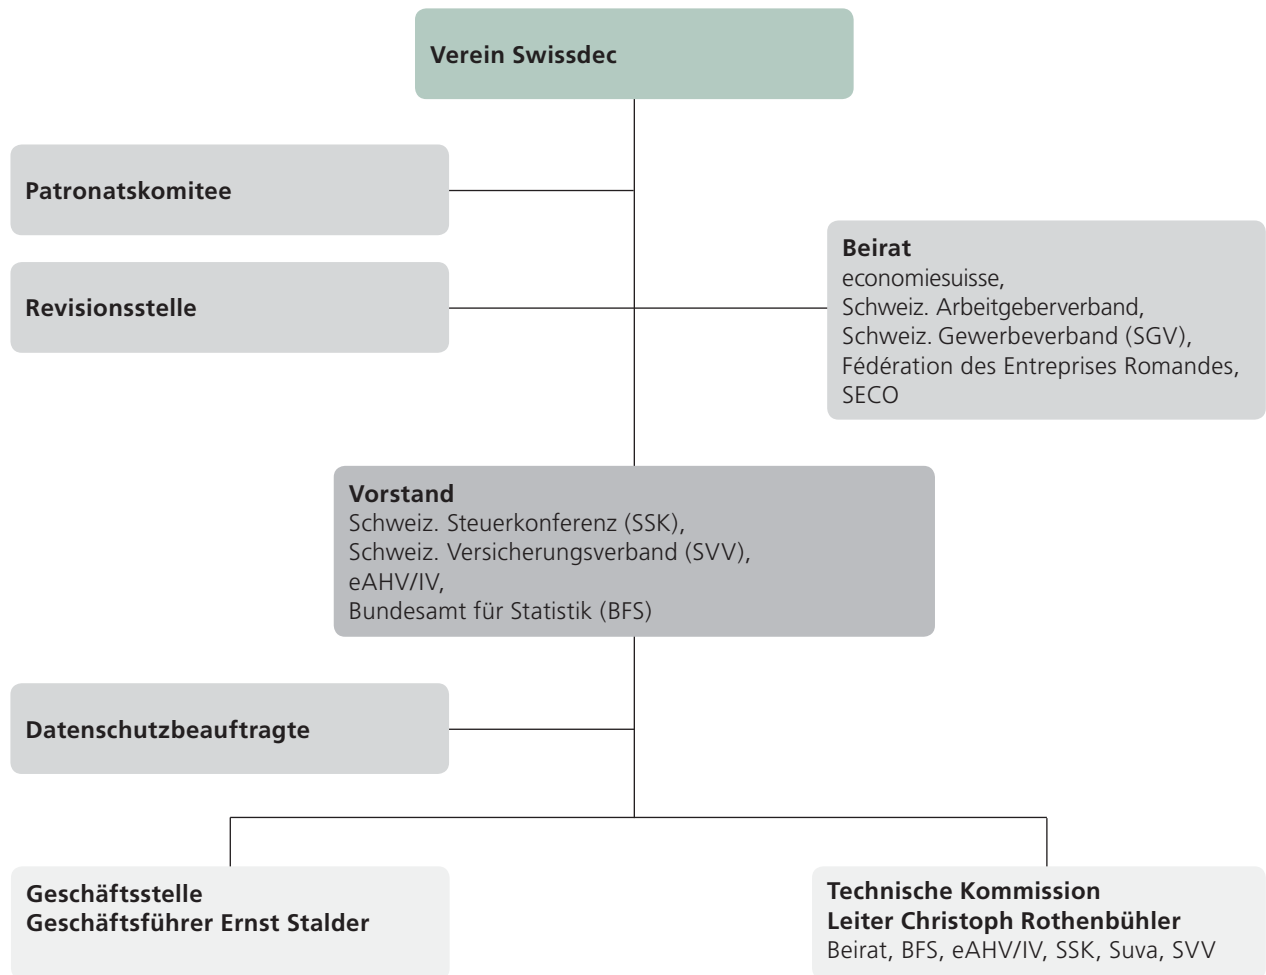 Verein Swissdec
Patronatskomitee
Revisionsstelle
Beirat
economiesuisse,
Schweiz. Arbeitgeberverband,
Schweiz. Gewerbeverband (SGV),
Fédération des Entreprises Romandes,
SECO
Vorstand
Schweiz. Steuerkonferenz (SSK),
Schweiz. Versicherungsverband (SVV),
eAHV/IV,
Bundesamt für Statistik (BFS)
Datenschutzbeauftragte
Geschäftsstelle
Geschäftsführer Ernst Stalder
Technische Kommission
Leiter Christoph Rothenbühler
Beirat, BFS, eAHV/IV, SSK, Suva, SVV